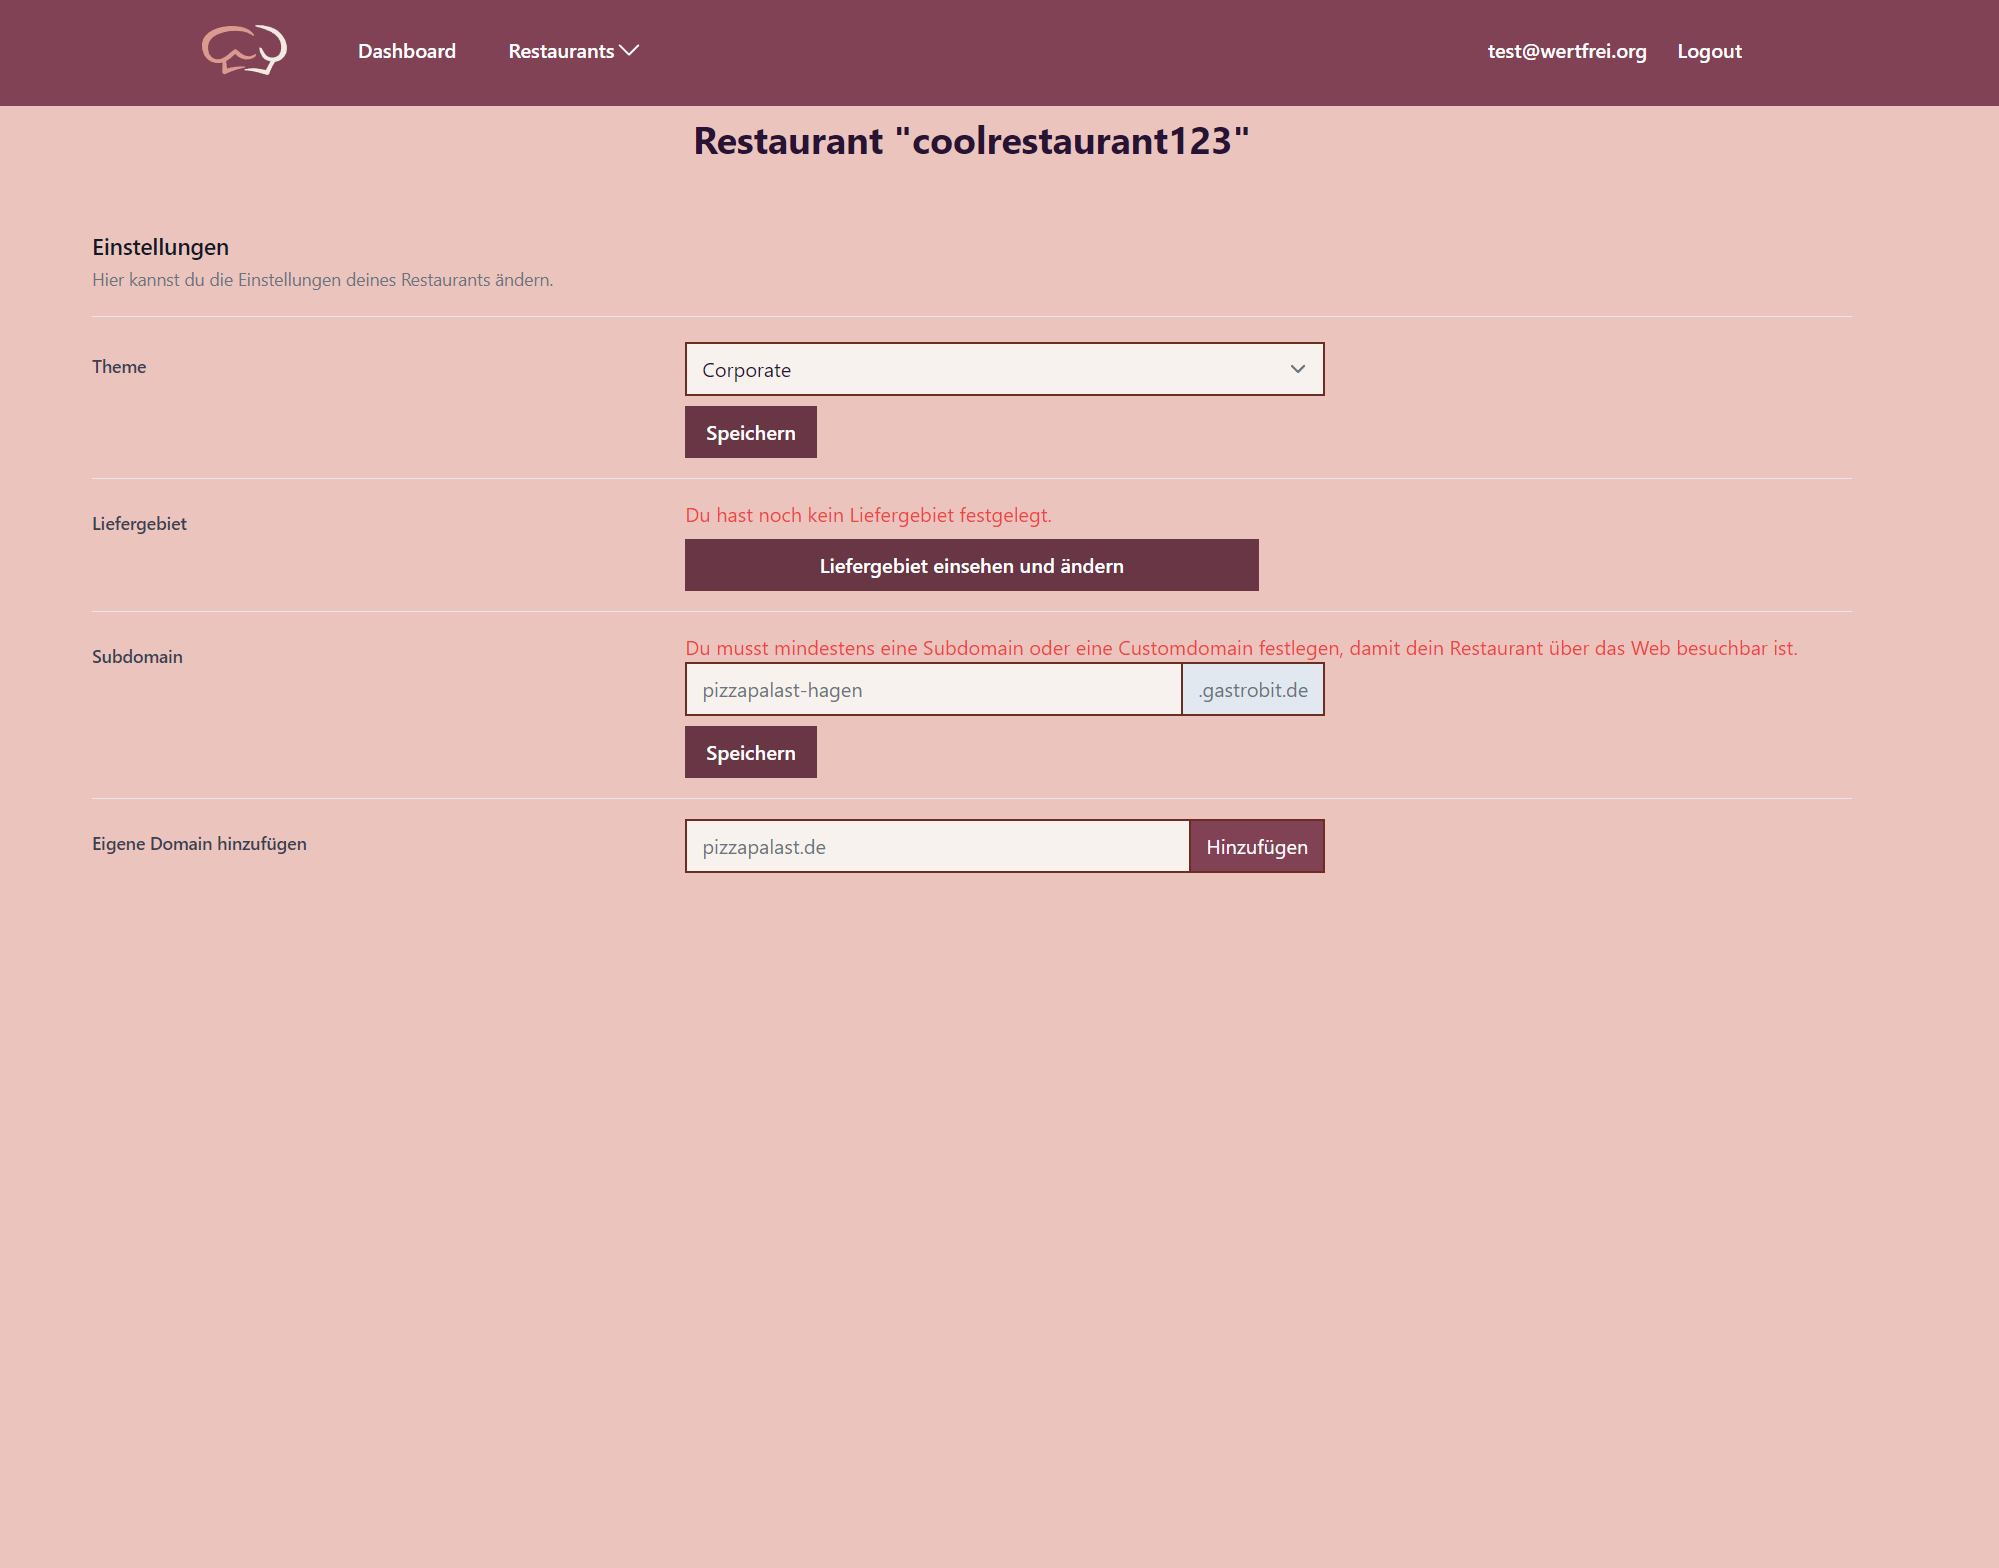 Dashboard
Restaurants
test@wertfrei.org
Logout
Restaurant "coolrestaurant123"
Einstellungen
Hier kannst du die Einstellungen deines Restaurants ändern.
Theme
Corporate
Speichern
Liefergebiet
Du hast noch kein Liefergebiet festgelegt.
Liefergebiet einsehen und ändern
Subdomain
Du musst mindestens eine Subdomain oder eine Customdomain festlegen, damit dein Restaurant über das Web besuchbar ist.
pizzapalast-hagen
.gastrobit.de
Speichern
Eigene Domain hinzufügen
pizzapalast.de
Hinzufügen